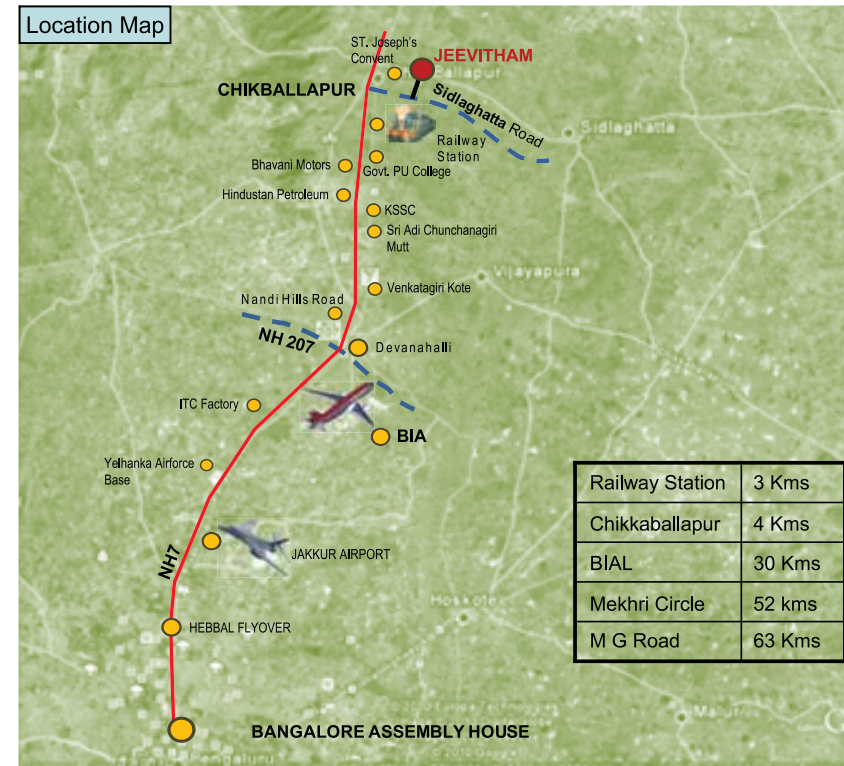 Location Map
ST. Joseph's
Convent
JEEVITHAM
CHIKBALLAPUR
Sidlaghatta Road
Sidlaghatta
Railway
Station
Bhavani Motors
Govt. PU College
Hindustan Petroleum
KSSC
Sri Adi Chunchanagiri
Mutt
Vijayapura
Venkatagiri Kote
Nandi Hills Road
NH 207
Devanahalli
ITC Factory
BIA
Yelhanka Airforce
Base
Railway Station 3 Kms
Chikkaballapur 4 Kms
BIAL 30 Kms
Mekhri Circle 52 kms
M G Road 63 Kms
NH7
JAKKUR AIRPORT
Hoskote
HEBBAL FLYOVER
BANGALORE ASSEMBLY HOUSE